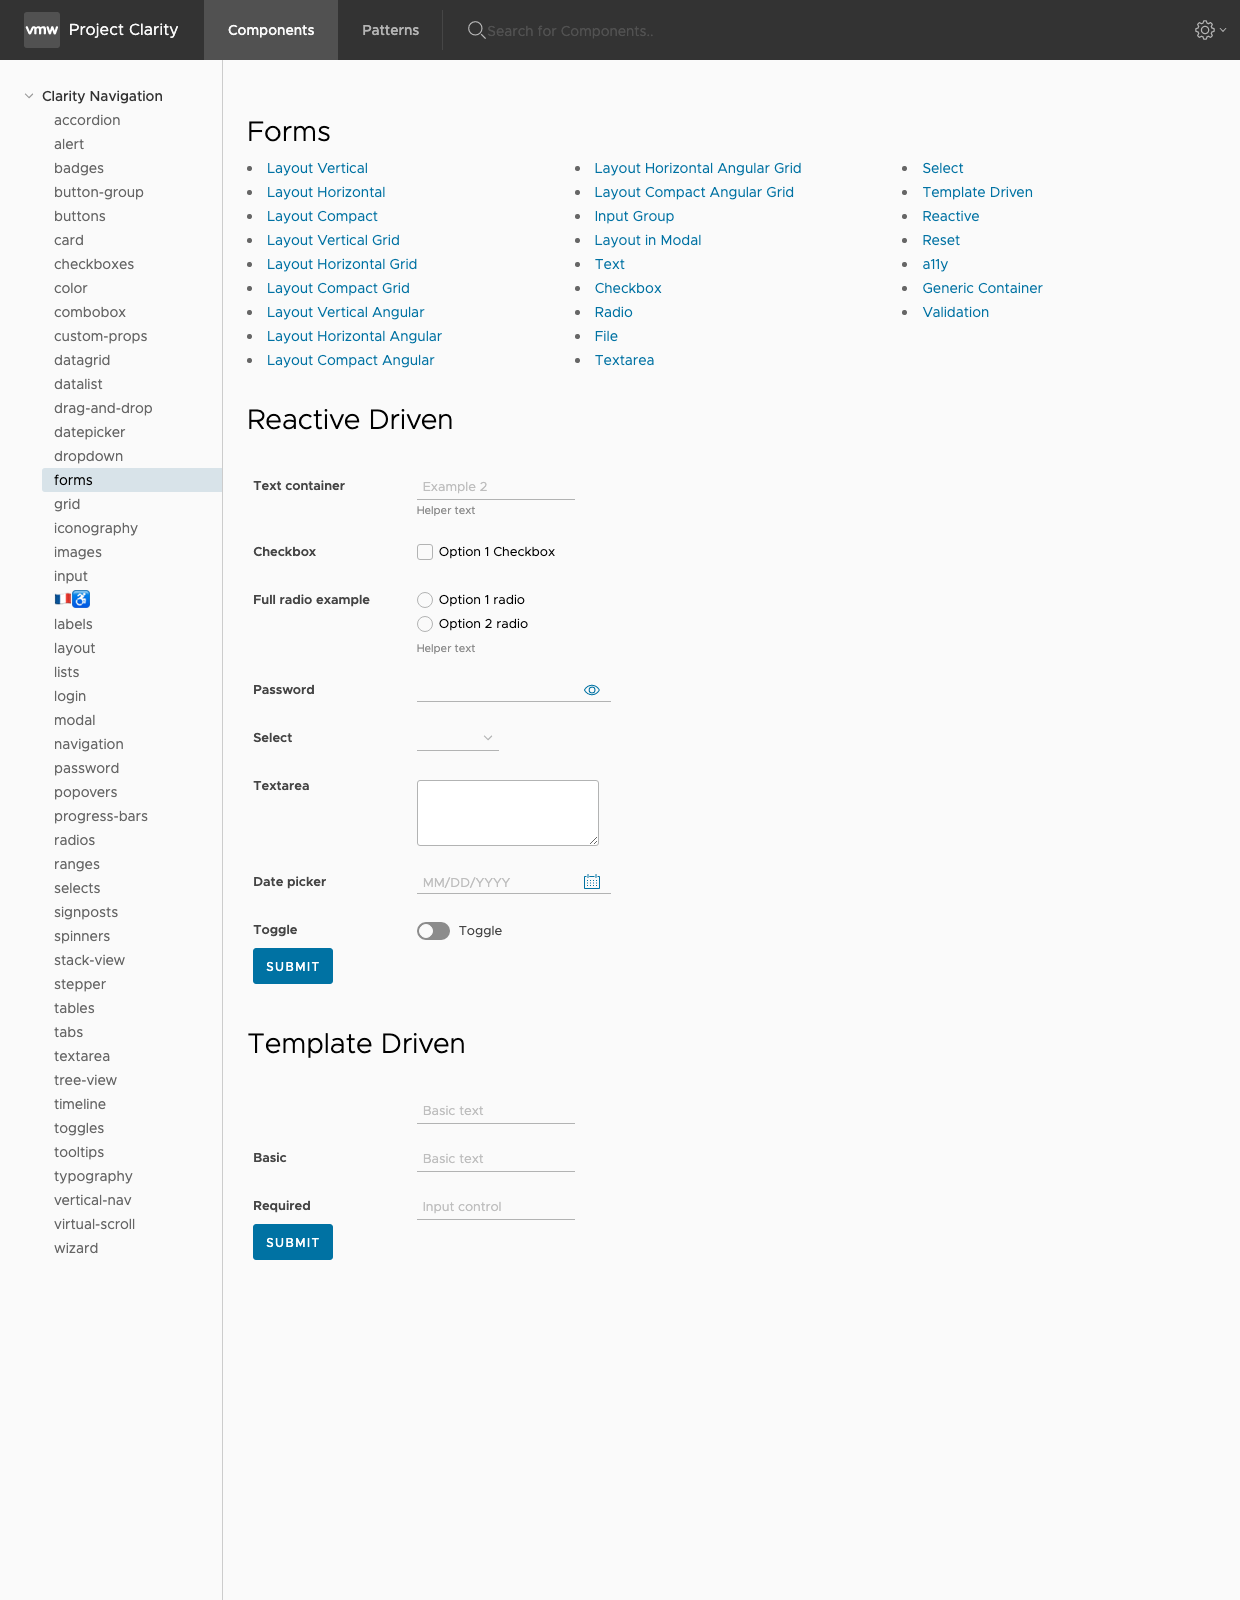 vmw Project Clarity
Components
Patterns
Search for Components..
Clarity Navigation
accordion
alert
badges
button-group
buttons
card
checkboxes
color
combobox
custom-props
datagrid
datalist
drag-and-drop
datepicker
dropdown
forms
grid
iconography
images
input
🇫🇷♿
labels
layout
lists
login
modal
navigation
password
popovers
progress-bars
radios
ranges
selects
signposts
spinners
stack-view
stepper
tables
tabs
textarea
tree-view
timeline
toggles
tooltips
typography
vertical-nav
virtual-scroll
wizard
Forms
Layout Vertical
Layout Horizontal
Layout Compact
Layout Vertical Grid
Layout Horizontal Grid
Layout Compact Grid
Layout Vertical Angular
Layout Horizontal Angular
Layout Compact Angular
Layout Horizontal Angular Grid
Layout Compact Angular Grid
Input Group
Layout in Modal
Text
Checkbox
Radio
File
Textarea
Select
Template Driven
Reactive
Reset
a11y
Generic Container
Validation
Reactive Driven
Text container
Example 2
Helper text
Checkbox
Option 1 Checkbox
Full radio example
Option 1 radio
Option 2 radio
Helper text
Password
Select
Textarea
Date picker
MM/DD/YYYY
Toggle
Toggle
SUBMIT
Template Driven
Basic text
Basic
Basic text
Required
Input control
SUBMIT